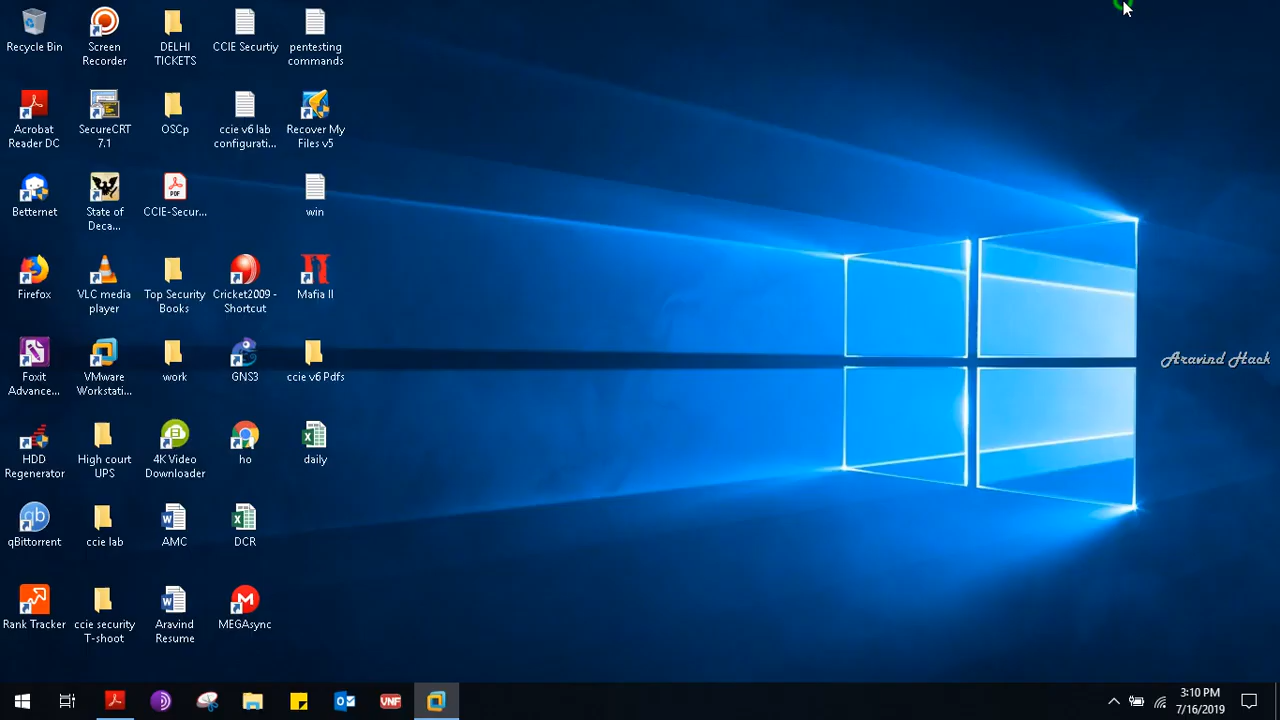 Recycle Bin
Screen
Recorder
DELHI
TICKETS
CCIE Securtiy
pentesting
commands
Acrobat
Reader DC
SecureCRT
7.1
OSCp
ccie v6 lab
configurati...
Recover My
Files v5
Betternet
State of
Deca...
PDF
CCIE-Secur...
win
Firefox
VLC media
player
Top Security
Books
Cricket2009 -
Shortcut
Mafia II
Foxit
Advance...
VMware
Workstati...
work
GNS3
ccie v6 Pdfs
Aravind Hack
HDD
Regenerator
High court
UPS
4K Video
Downloader
ho
daily
qb
qBittorrent
ccie lab
AMC
DCR
Rank Tracker
ccie security
T-shoot
Aravind
Resume
MEGAsync
VNF
3:10 PM
7/16/2019